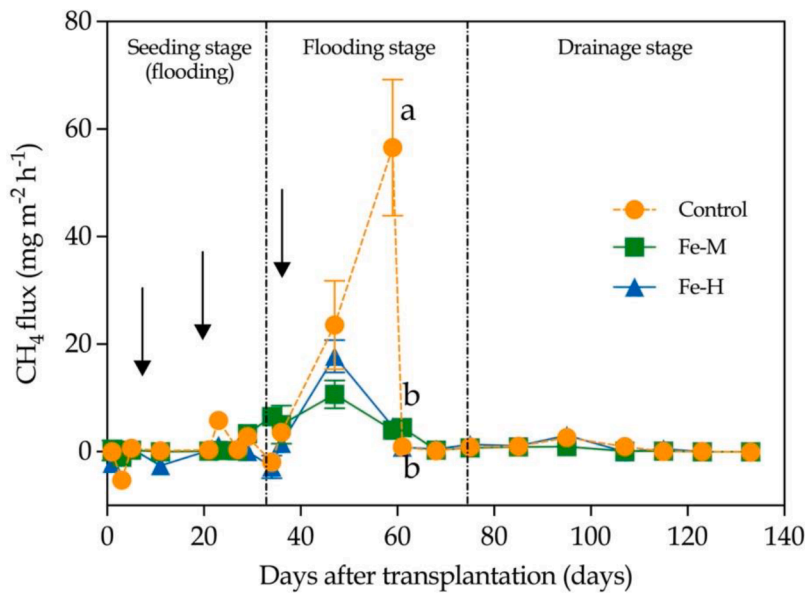 Seeding stage
(flooding)
Flooding stage
Drainage stage
80
60
40
20
0
CH₄ flux (mg m⁻² h⁻¹)
a
b
b
Control
Fe-M
Fe-H
0 20 40 60 80 100 120 140
Days after transplantation (days)